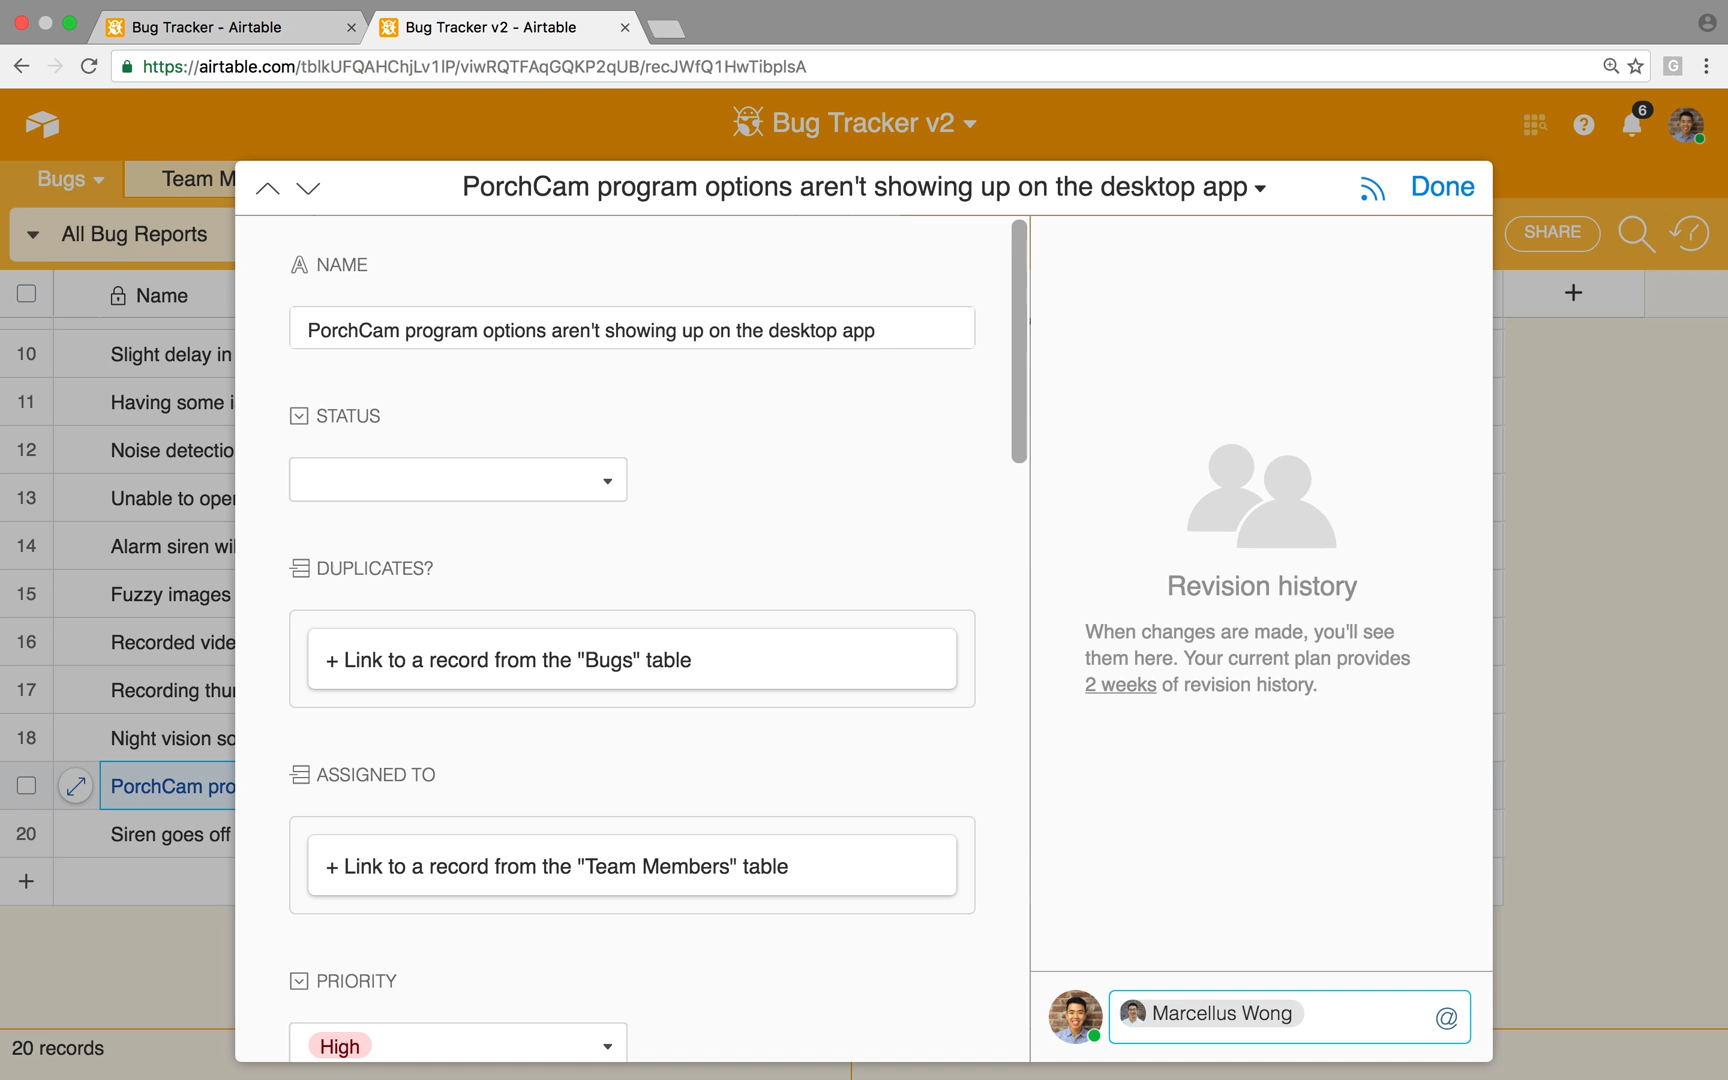 Bug Tracker - Airtable
Bug Tracker v2 - Airtable
https://airtable.com/tblkUFQAHChjLv1lP/viwRQTFAqGQKP2qUB/recJWfQ1HwTibplsA
G
Bug Tracker v2
?
6
Bugs
Team M
PorchCam program options aren't showing up on the desktop app
Done
All Bug Reports
SHARE
Name
+
10 Slight delay in
11 Having some i
12 Noise detectio
13 Unable to oper
14 Alarm siren wil
15 Fuzzy images
16 Recorded vide
17 Recording thu
18 Night vision so
PorchCam pro
20 Siren goes off
+
20 records
A NAME
PorchCam program options aren't showing up on the desktop app
STATUS
DUPLICATES?
+ Link to a record from the "Bugs" table
ASSIGNED TO
+ Link to a record from the "Team Members" table
PRIORITY
High
Revision history
When changes are made, you'll see
them here. Your current plan provides
2 weeks of revision history.
Marcellus Wong
@